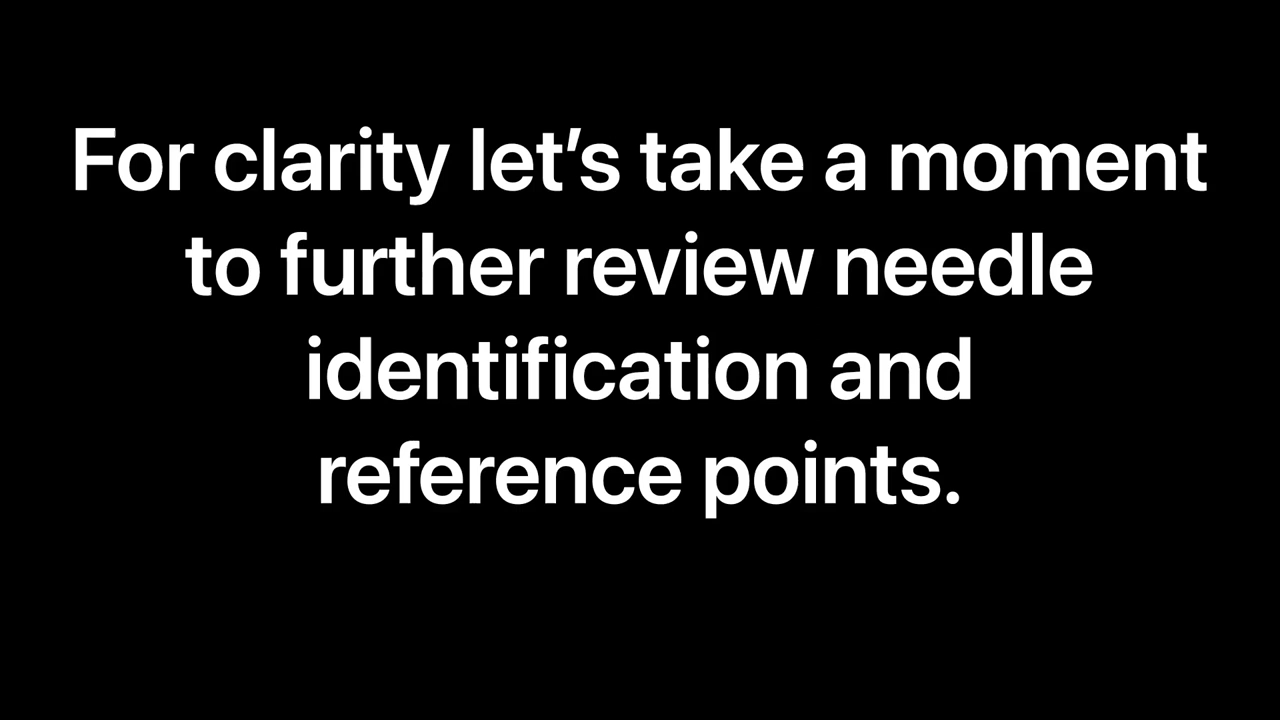 For clarity let’s take a moment
to further review needle
identification and
reference points.